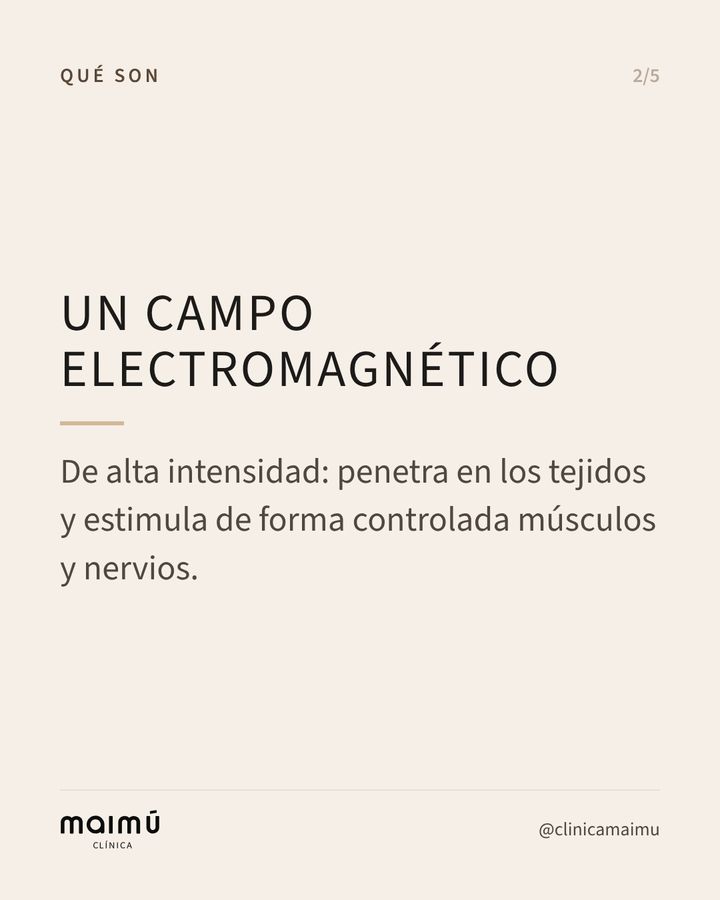 QUÉ SON
2/5
UN CAMPO
ELECTROMAGNÉTICO
De alta intensidad: penetra en los tejidos
y estimula de forma controlada músculos
y nervios.
maimú
CLÍNICA
@clinicamaimu